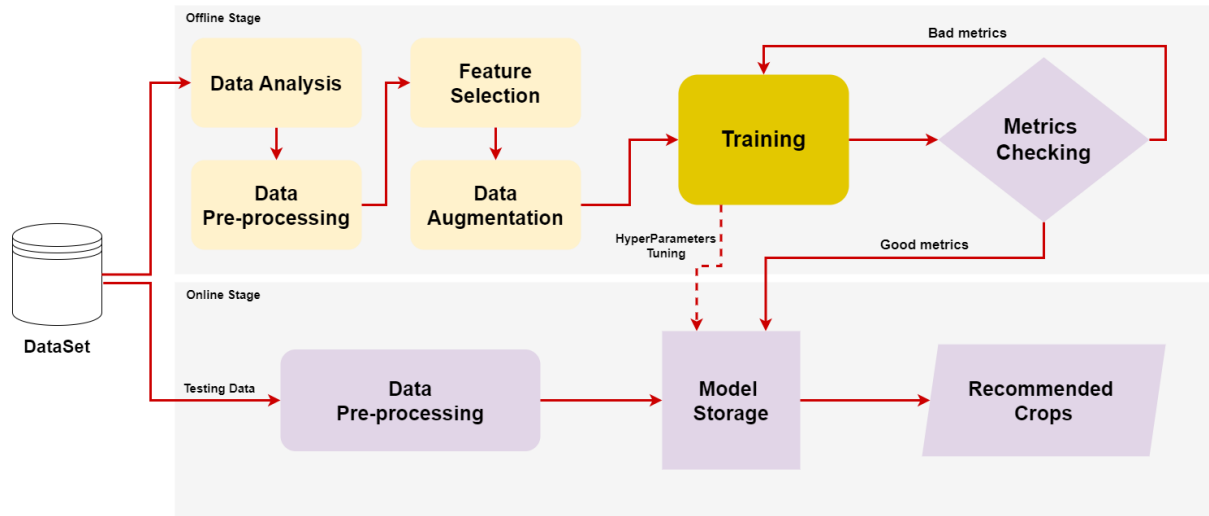 Offline Stage
Data Analysis
Data
Pre-processing
Feature
Selection
Data
Augmentation
Training
Metrics
Checking
Bad metrics
HyperParameters
Tuning
Good metrics
DataSet
Online Stage
Testing Data
Data
Pre-processing
Model
Storage
Recommended
Crops